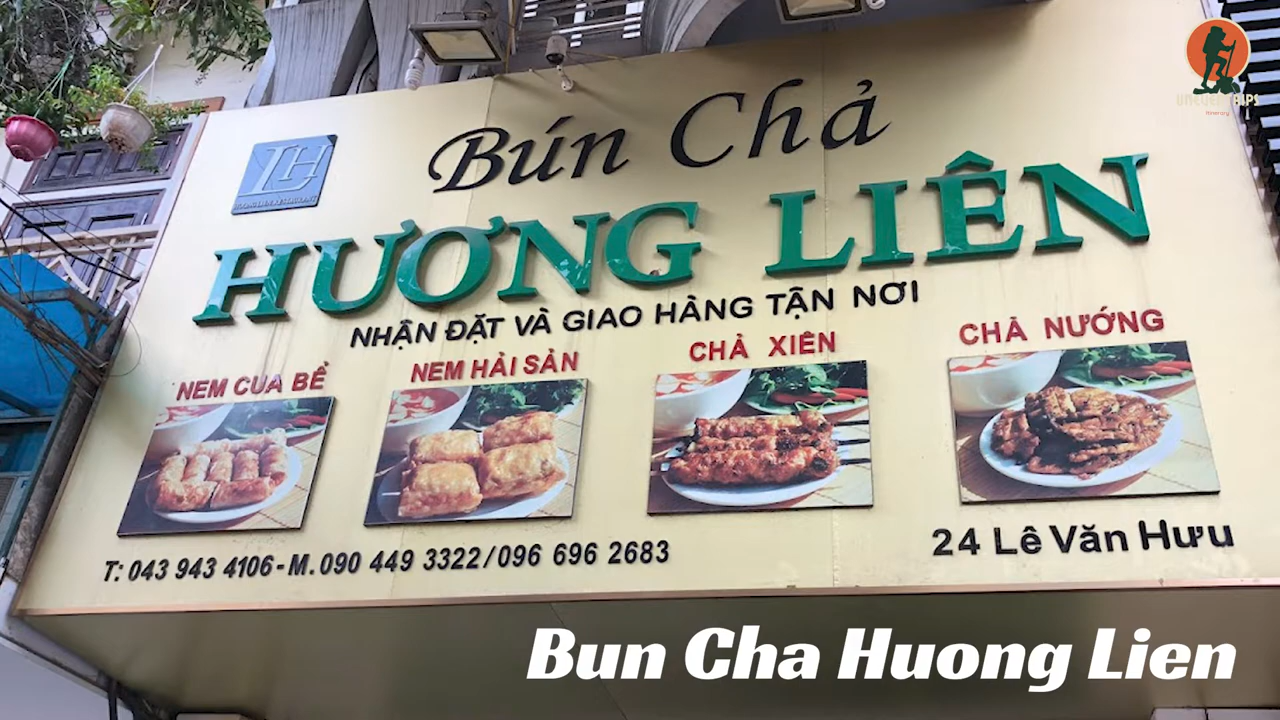 Bún Chả
HƯƠNG LIÊN
NHẬN ĐẶT VÀ GIAO HÀNG TẬN NƠI
NEM CUA BỂ
NEM HẢI SẢN
CHẢ XIÊN
CHẢ NƯỚNG
T: 043 943 4106 - M. 090 449 3322 / 096 696 2683
24 Lê Văn Hưu
Bun Cha Huong Lien